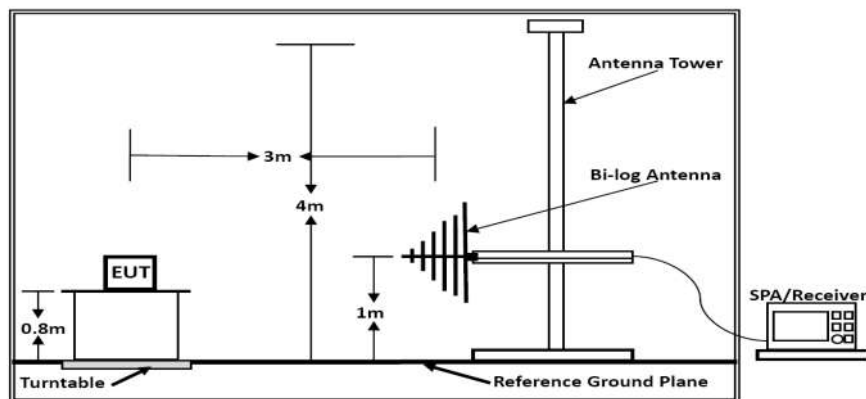 Antenna Tower
3m
Bi-log Antenna
4m
EUT
SPA/Receiver
0.8m
1m
Turntable
Reference Ground Plane